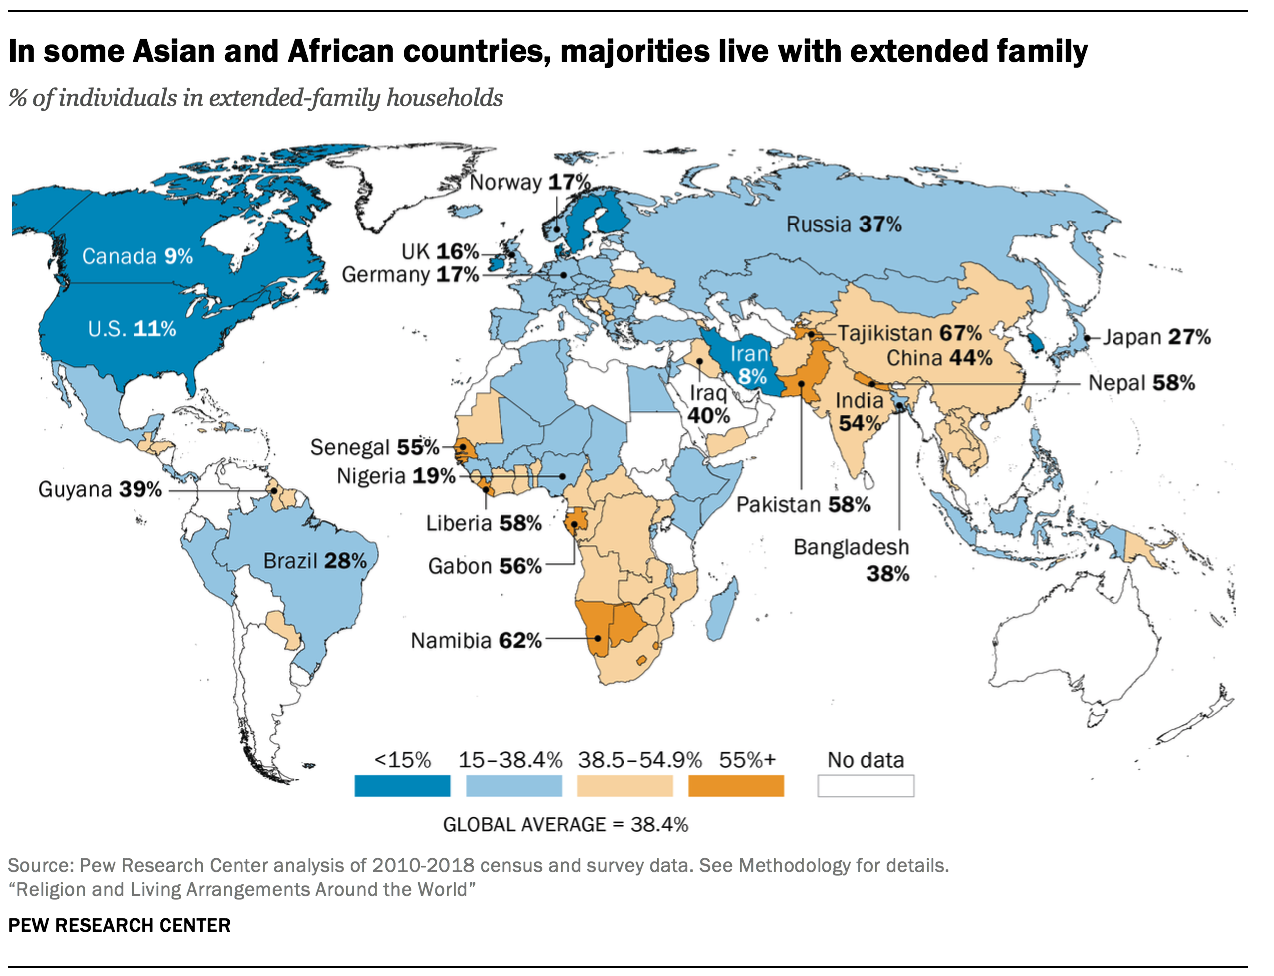 In some Asian and African countries, majorities live with extended family
% of individuals in extended-family households
Norway 17%
Russia 37%
UK 16%
Canada 9%
Germany 17%
U.S. 11%
Tajikistan 67%
Japan 27%
Iran
8%
China 44%
Nepal 58%
Iraq
40%
India
54%
Senegal 55%
Nigeria 19%
Guyana 39%
Pakistan 58%
Liberia 58%
Bangladesh
38%
Brazil 28%
Gabon 56%
Namibia 62%
<15%
15–38.4%
38.5–54.9%
55%+
No data
GLOBAL AVERAGE = 38.4%
Source: Pew Research Center analysis of 2010-2018 census and survey data. See Methodology for details.
“Religion and Living Arrangements Around the World”
PEW RESEARCH CENTER